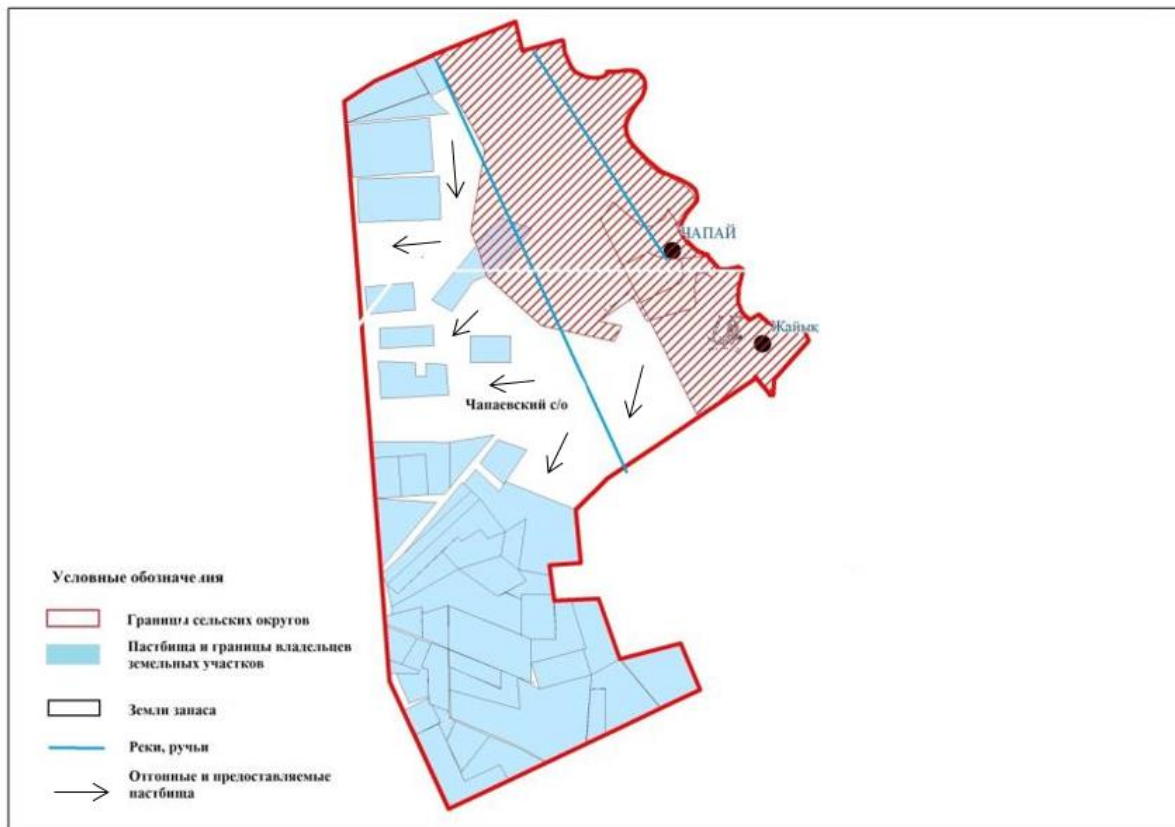 ЧАПАЙ
Жайық
Чапаевский с/о
Условные обозначения
Границы сельских округов
Пастбища и границы владельцев
земельных участков
Земли запаса
Реки, ручьи
Отгонные и предоставляемые
пастбища